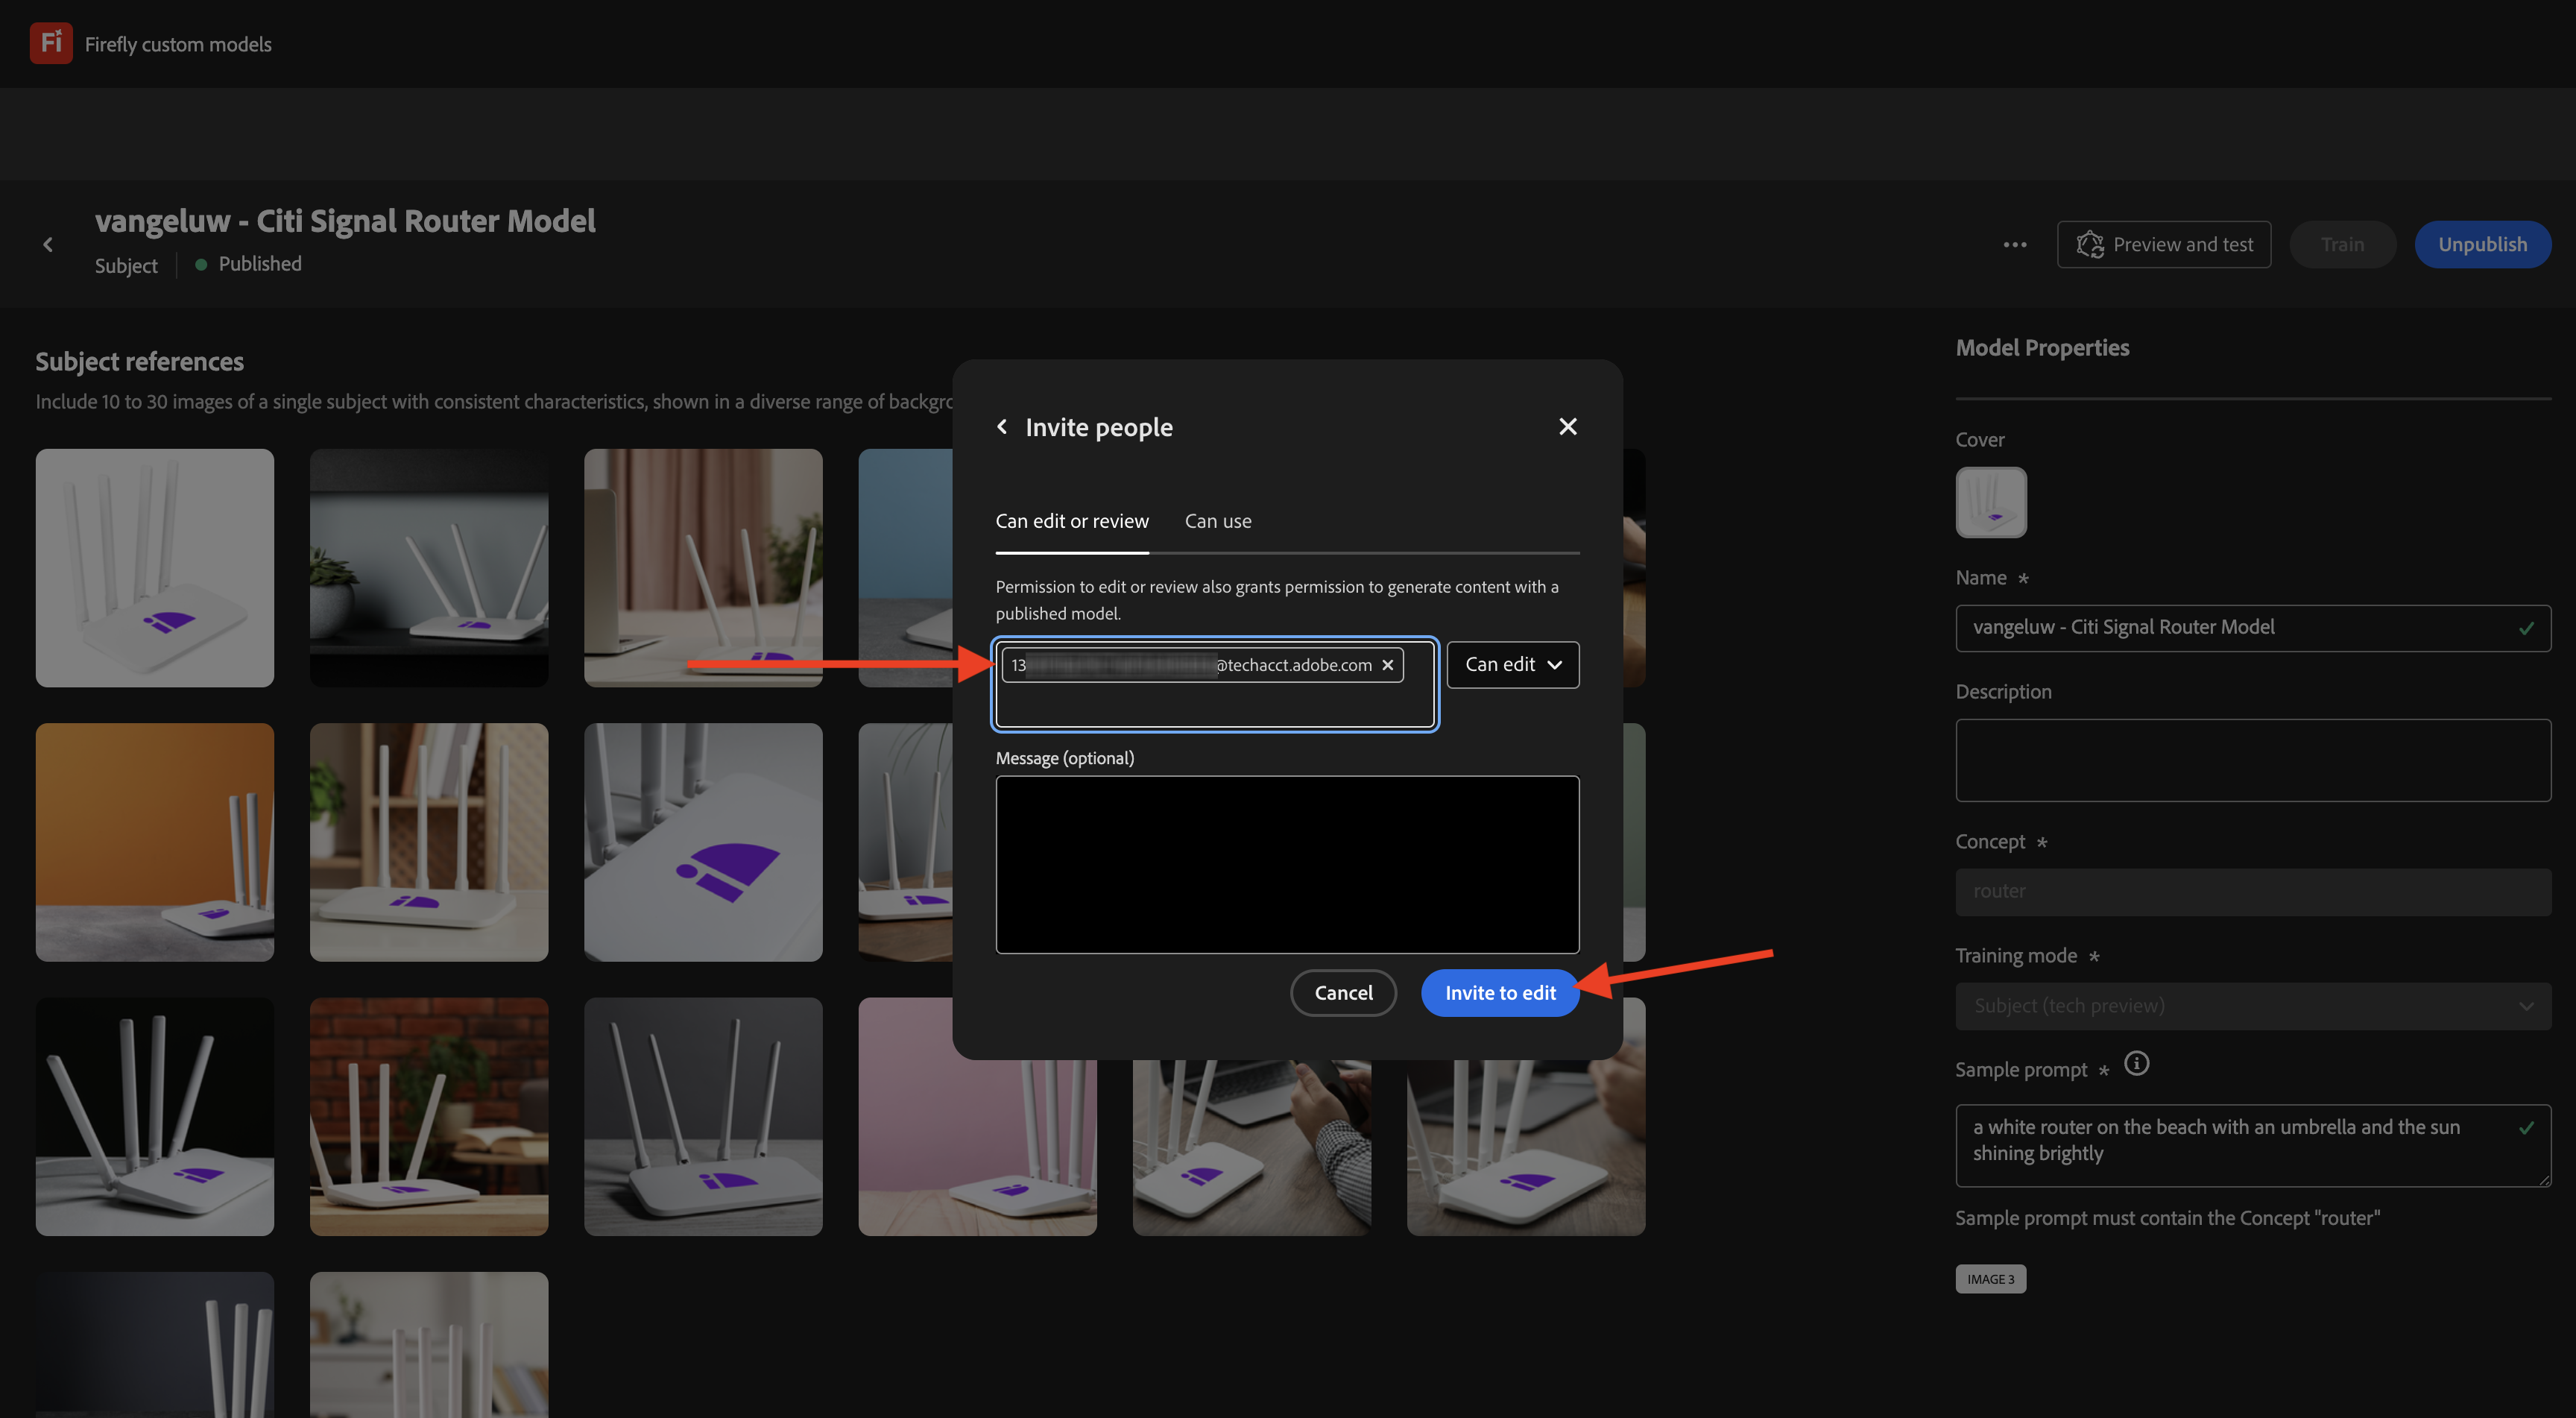 Fi
Firefly custom models
vangeluw - Citi Signal Router Model
Subject
Published
Preview and test
Train
Unpublish
Subject references
Include 10 to 30 images of a single subject with consistent characteristics, shown in a diverse range of backgro
Invite people
Can edit or review
Can use
Permission to edit or review also grants permission to generate content with a
published model.
13
@techacct.adobe.com
Can edit
Message (optional)
Cancel
Invite to edit
Model Properties
Cover
Name *
vangeluw - Citi Signal Router Model
Description
Concept *
router
Training mode *
Subject (tech preview)
Sample prompt *
a white router on the beach with an umbrella and the sun
shining brightly
Sample prompt must contain the Concept "router"
IMAGE 3